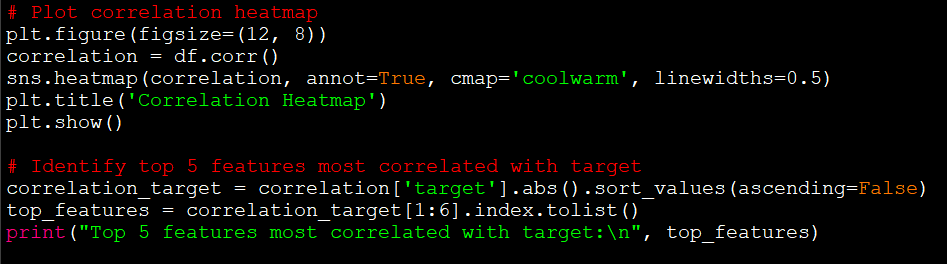 # Plot correlation heatmap
plt.figure(figsize=(12, 8))
correlation = df.corr()
sns.heatmap(correlation, annot=True, cmap='coolwarm', linewidths=0.5)
plt.title('Correlation Heatmap')
plt.show()

# Identify top 5 features most correlated with target
correlation_target = correlation['target'].abs().sort_values(ascending=False)
top_features = correlation_target[1:6].index.tolist()
print("Top 5 features most correlated with target:\n", top_features)